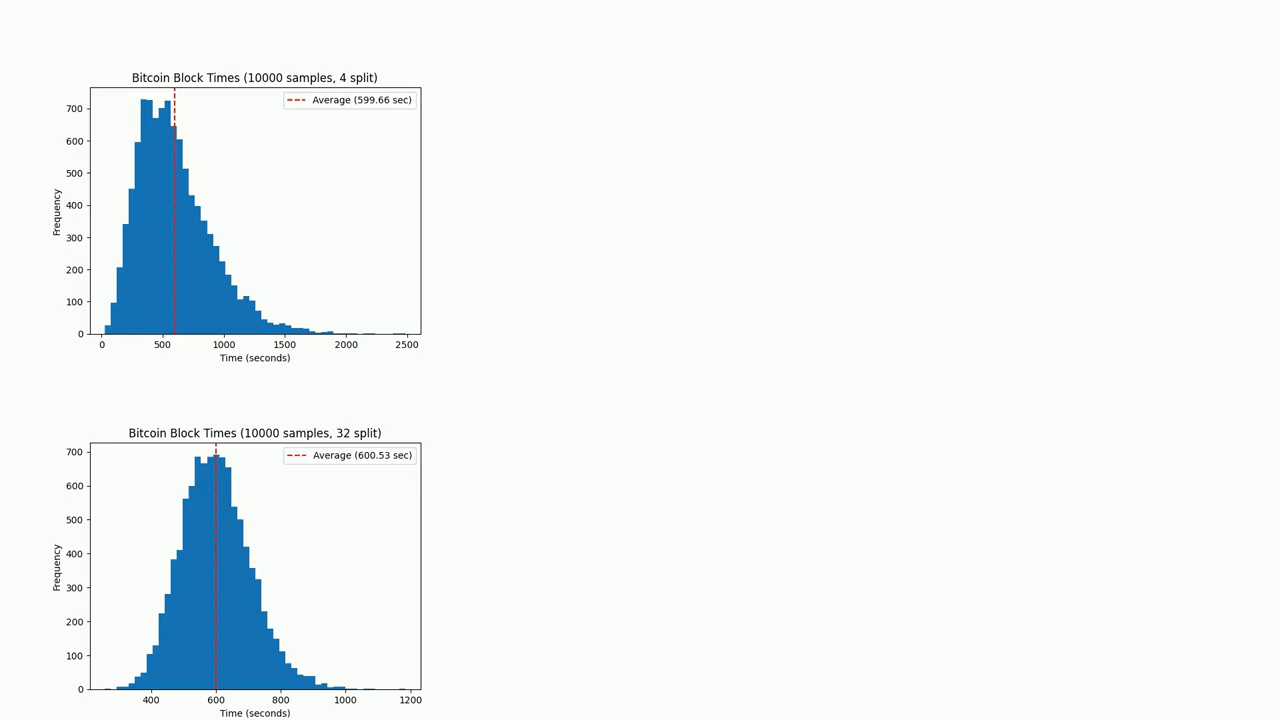 Bitcoin Block Times (10000 samples, 4 split)
Average (599.66 sec)
700
600
500
400
300
200
100
0
Frequency
0 500 1000 1500 2000 2500
Time (seconds)
Bitcoin Block Times (10000 samples, 32 split)
Average (600.53 sec)
700
600
500
400
300
200
100
0
Frequency
400 600 800 1000 1200
Time (seconds)